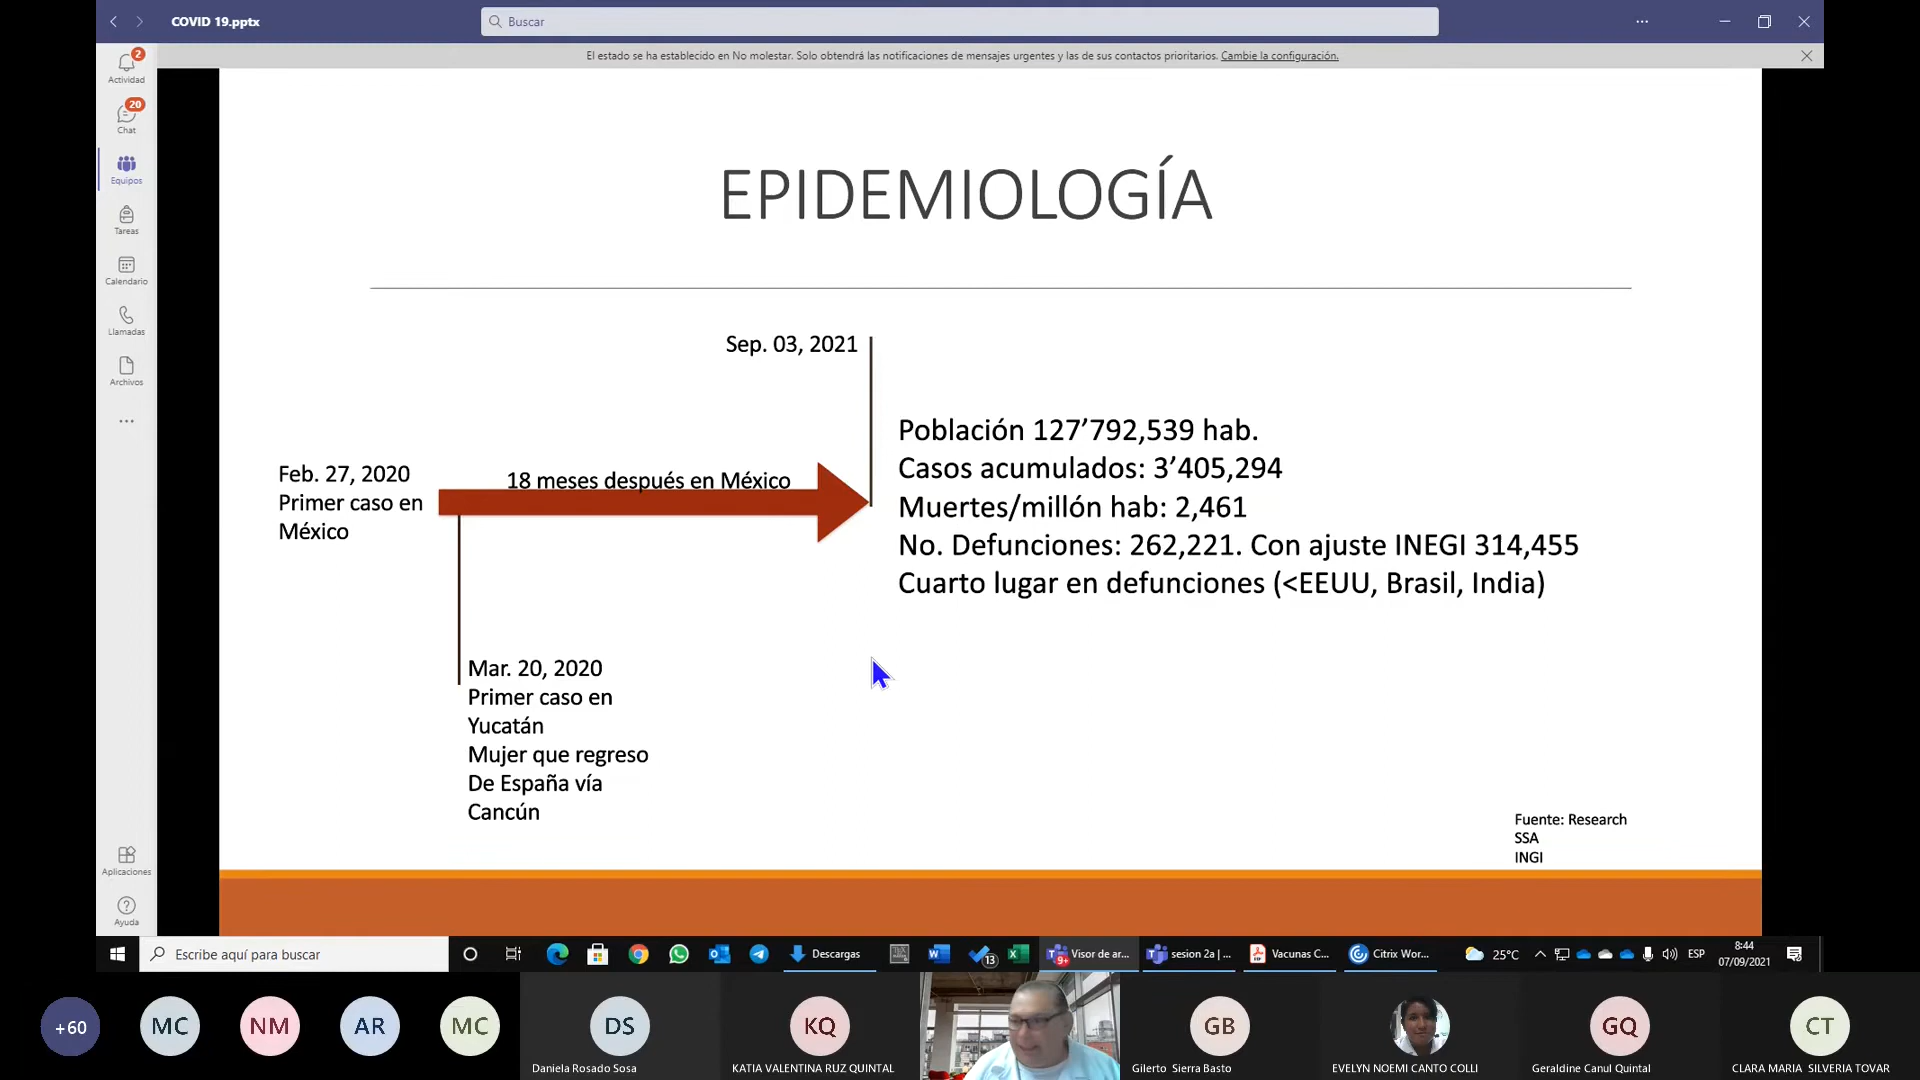 COVID 19.pptx
Buscar
El estado se ha establecido en No molestar. Solo obtendrá las notificaciones de mensajes urgentes y las de sus contactos prioritarios. Cambie la configuración.
2
Actividad
20
Chat
Equipos
Tareas
Calendario
Llamadas
Archivos
Aplicaciones
Ayuda
EPIDEMIOLOGÍA
Sep. 03, 2021
Feb. 27, 2020
Primer caso en
México
18 meses después en México
Población 127’792,539 hab.
Casos acumulados: 3’405,294
Muertes/millón hab: 2,461
No. Defunciones: 262,221. Con ajuste INEGI 314,455
Cuarto lugar en defunciones (<EEUU, Brasil, India)
Mar. 20, 2020
Primer caso en
Yucatán
Mujer que regreso
De España vía
Cancún
Fuente: Research
SSA
INGI
Escribe aquí para buscar
Descargas
13
9+
Visor de ar...
sesion 2a | ...
Vacunas C...
Citrix Wor...
25°C
ESP
8:44
07/09/2021
+60
MC
NM
AR
MC
DS
Daniela Rosado Sosa
KQ
KATIA VALENTINA RUZ QUINTAL
GB
Gilerto Sierra Basto
EVELYN NOEMI CANTO COLLI
GQ
Geraldine Canul Quintal
CT
CLARA MARIA SILVERIA TOVAR